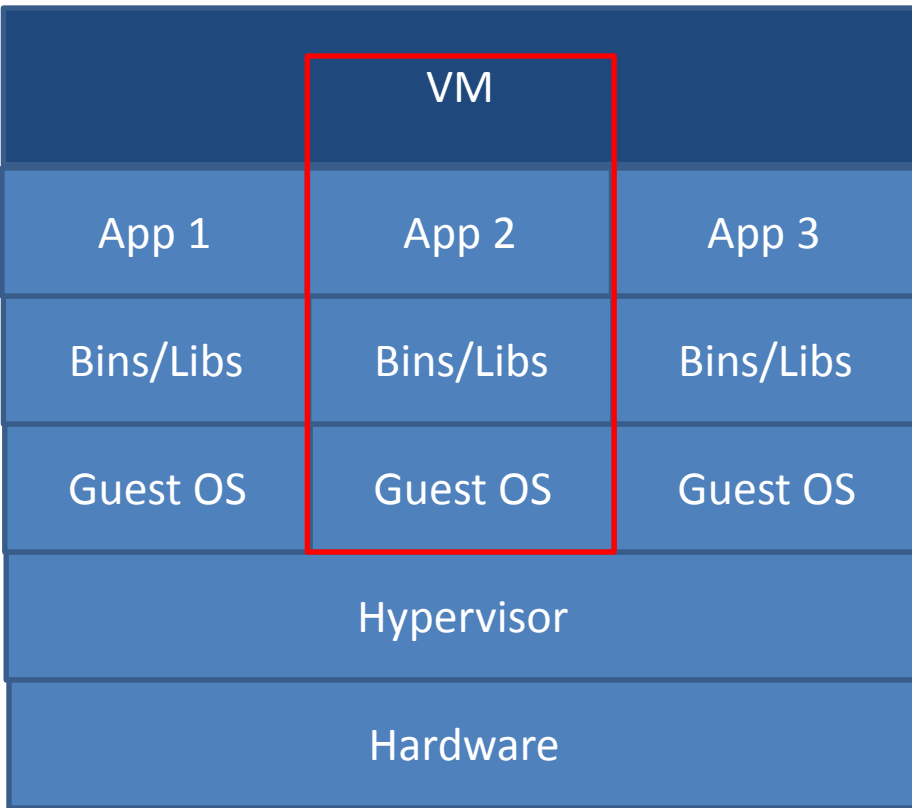 VM
App 1 App 2 App 3
Bins/Libs Bins/Libs Bins/Libs
Guest OS Guest OS Guest OS
Hypervisor
Hardware